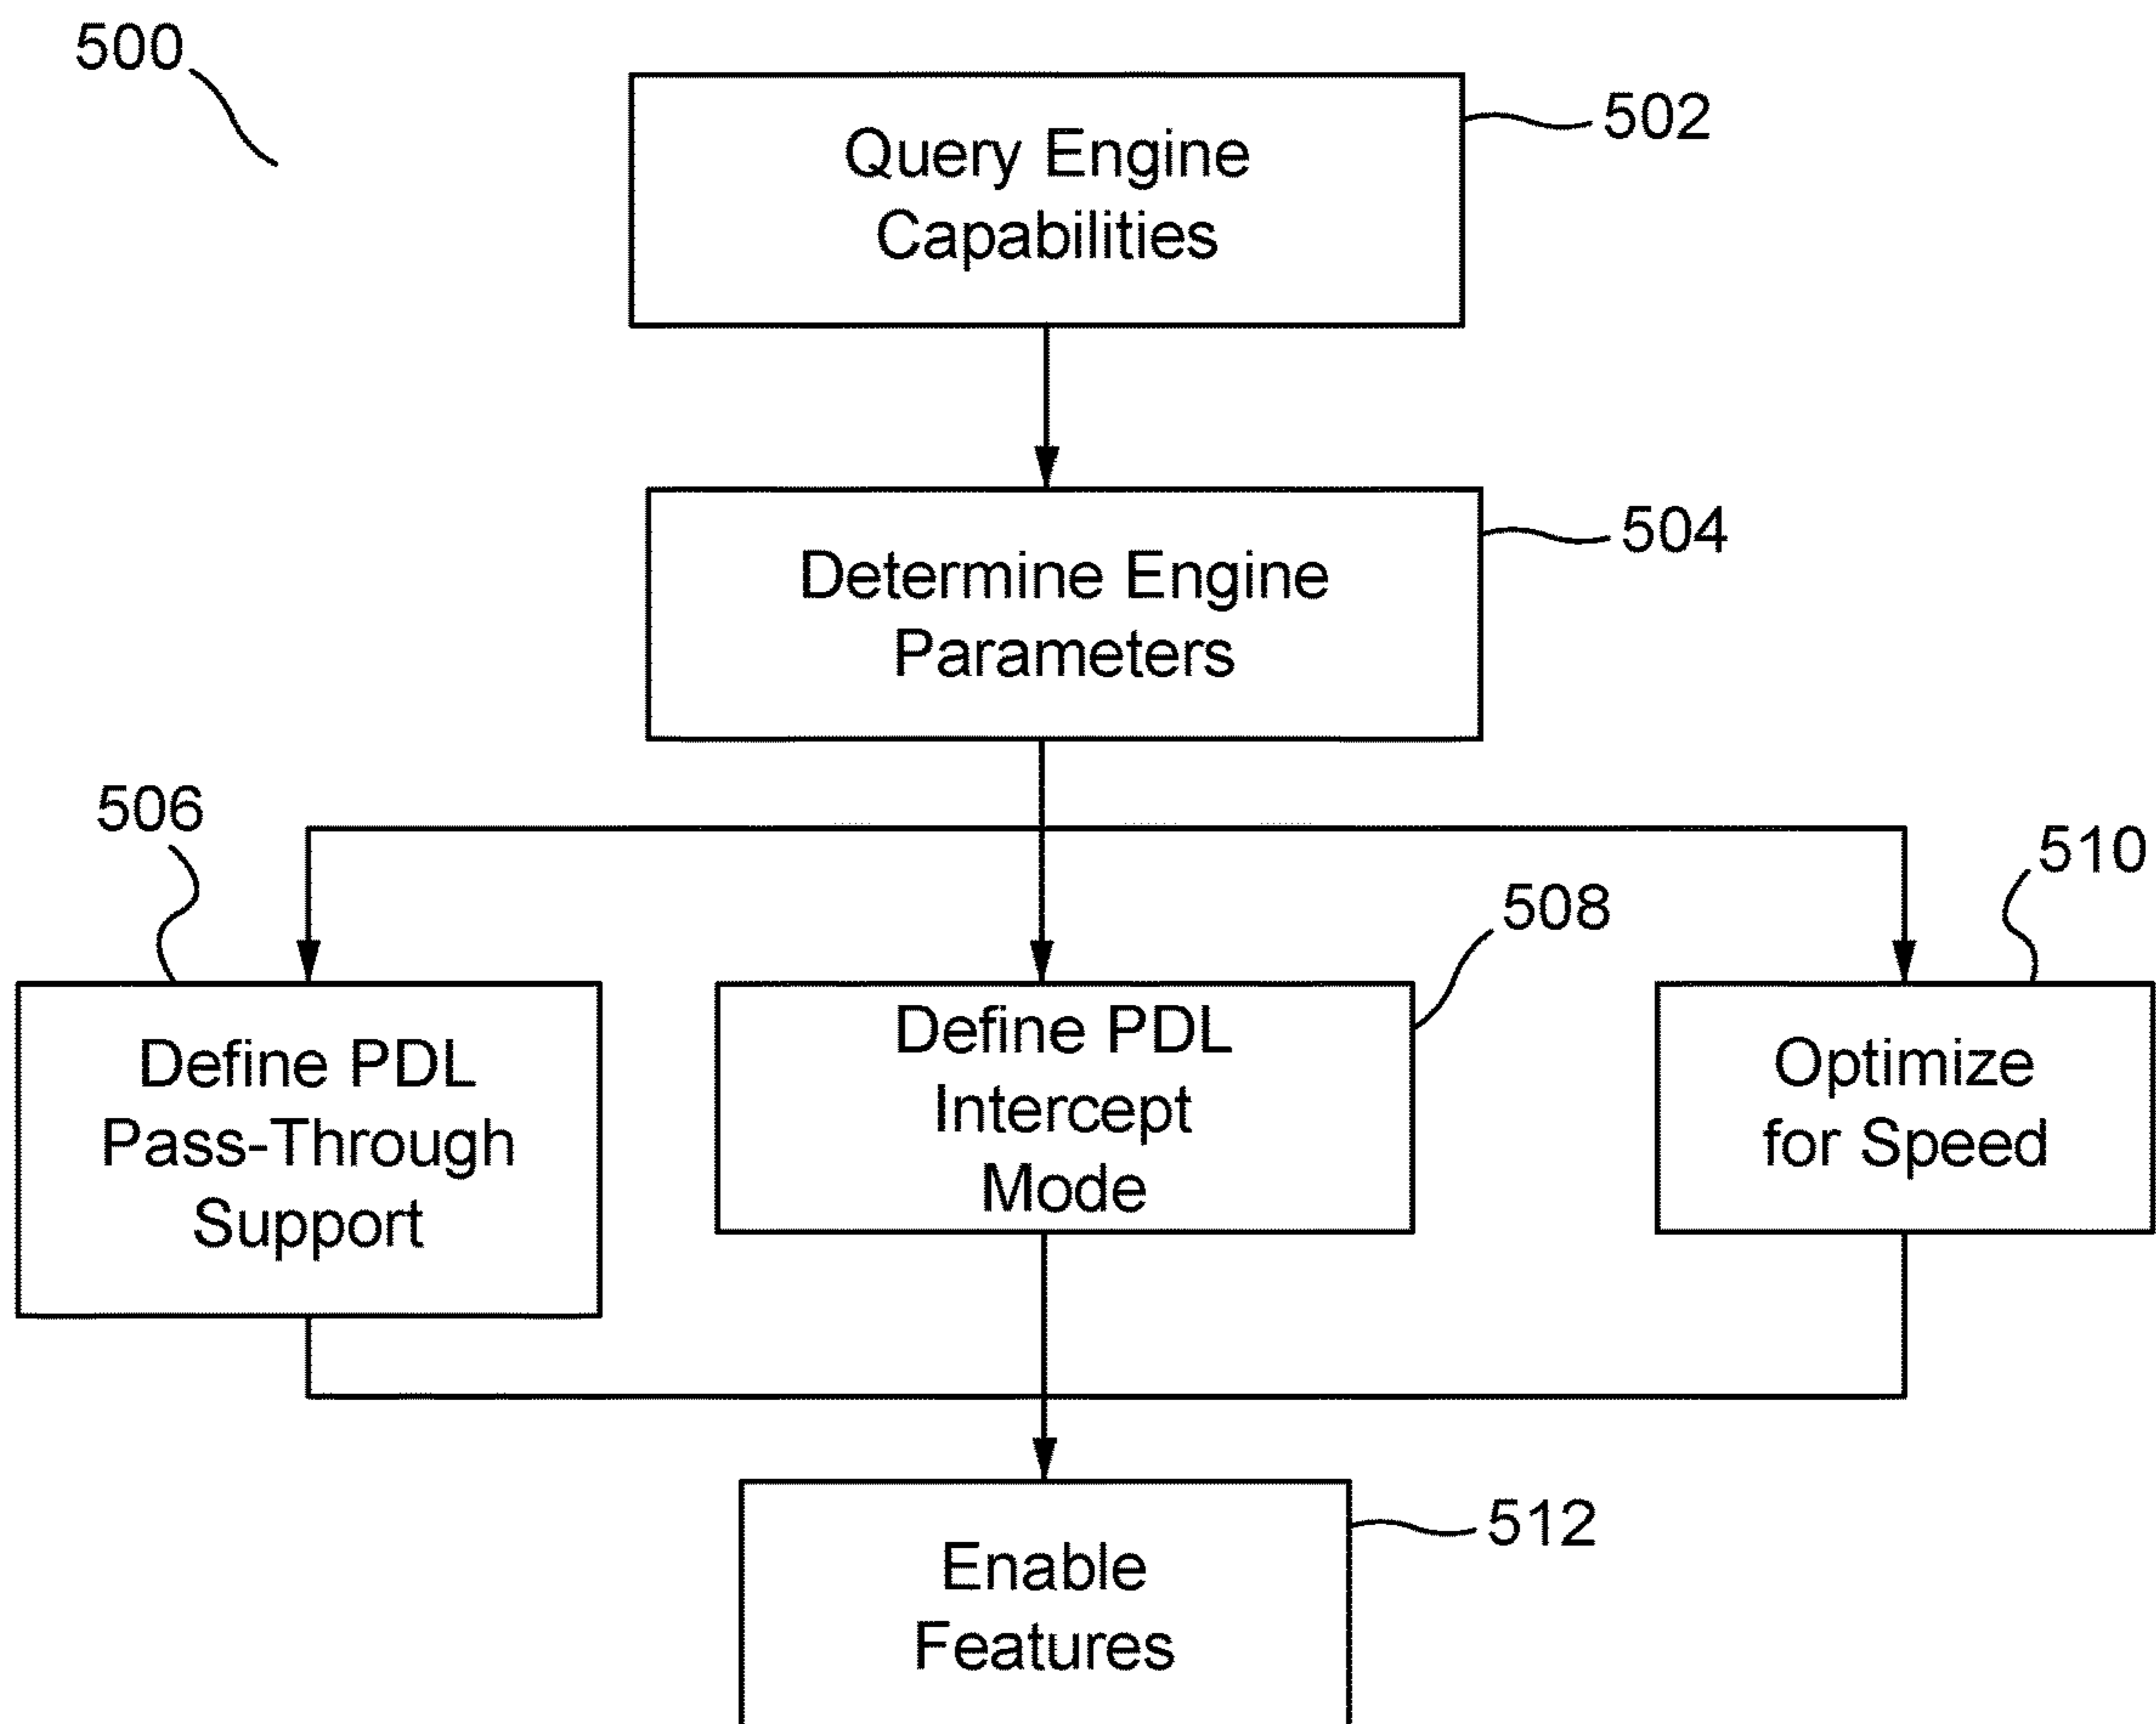 500
502
Query Engine
Capabilities
504
Determine Engine
Parameters
506
508
510
Define PDL
Pass-Through
Support
Define PDL
Intercept
Mode
Optimize
for Speed
512
Enable
Features